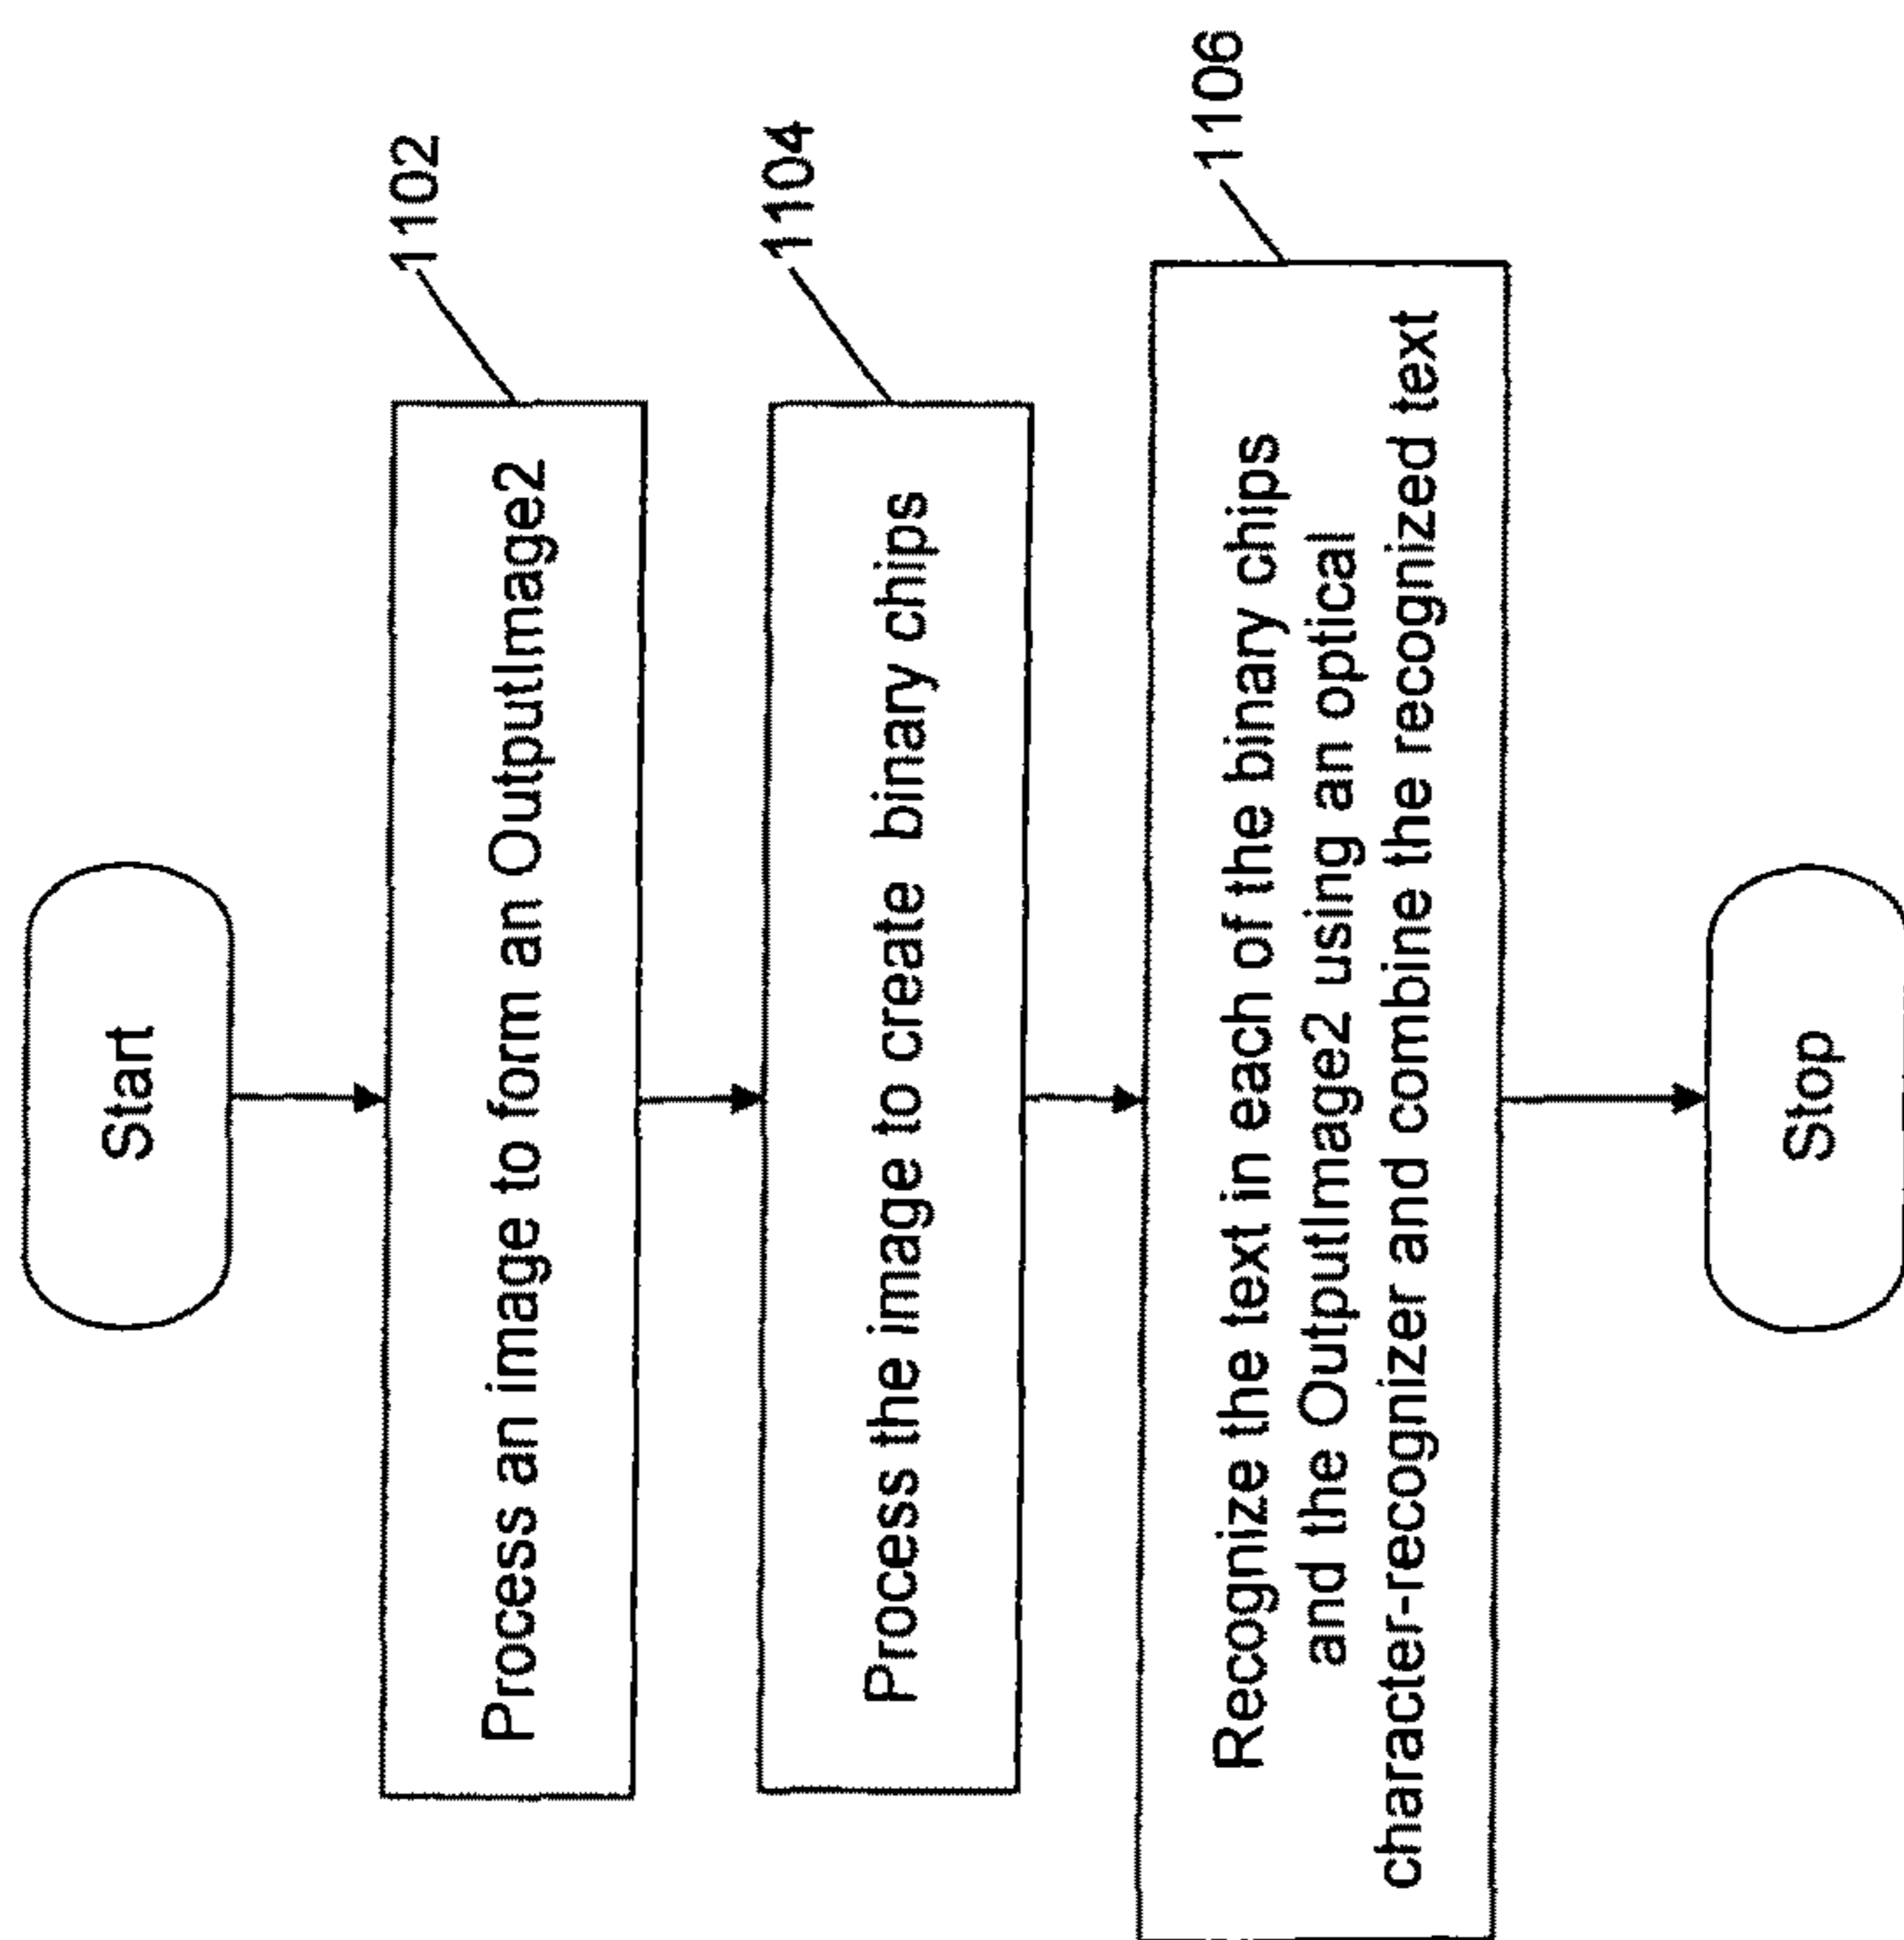 Start
1102
Process an image to form an OutputImage2
1104
Process the image to create binary chips
1106
Recognize the text in each of the binary chips
and the OutputImage2 using an optical
character-recognizer and combine the recognized text
Stop